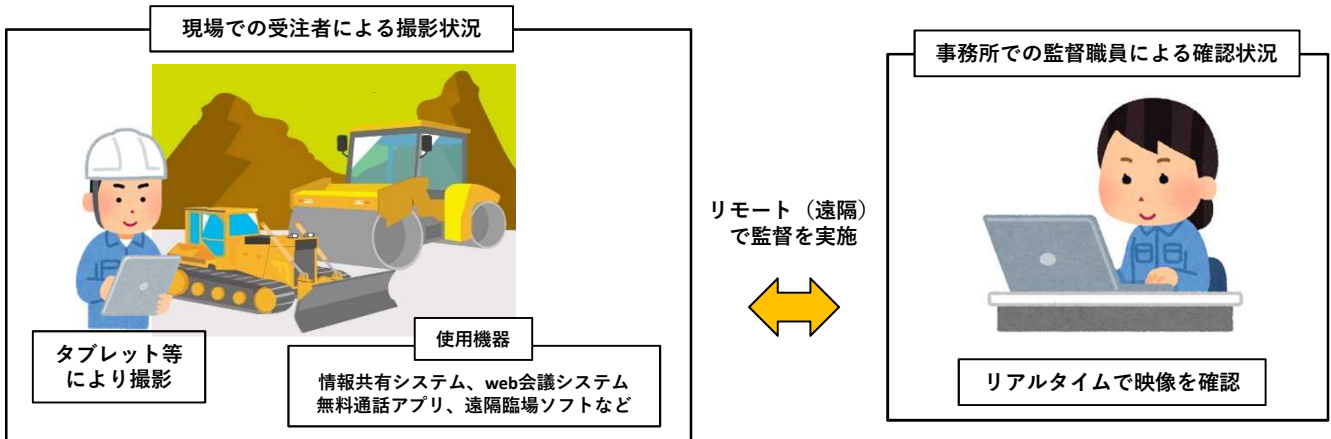 現場での受注者による撮影状況
タブレット等
により撮影
使用機器
情報共有システム、web会議システム
無料通話アプリ、遠隔臨場ソフトなど
リモート（遠隔）
で監督を実施
事務所での監督職員による確認状況
リアルタイムで映像を確認